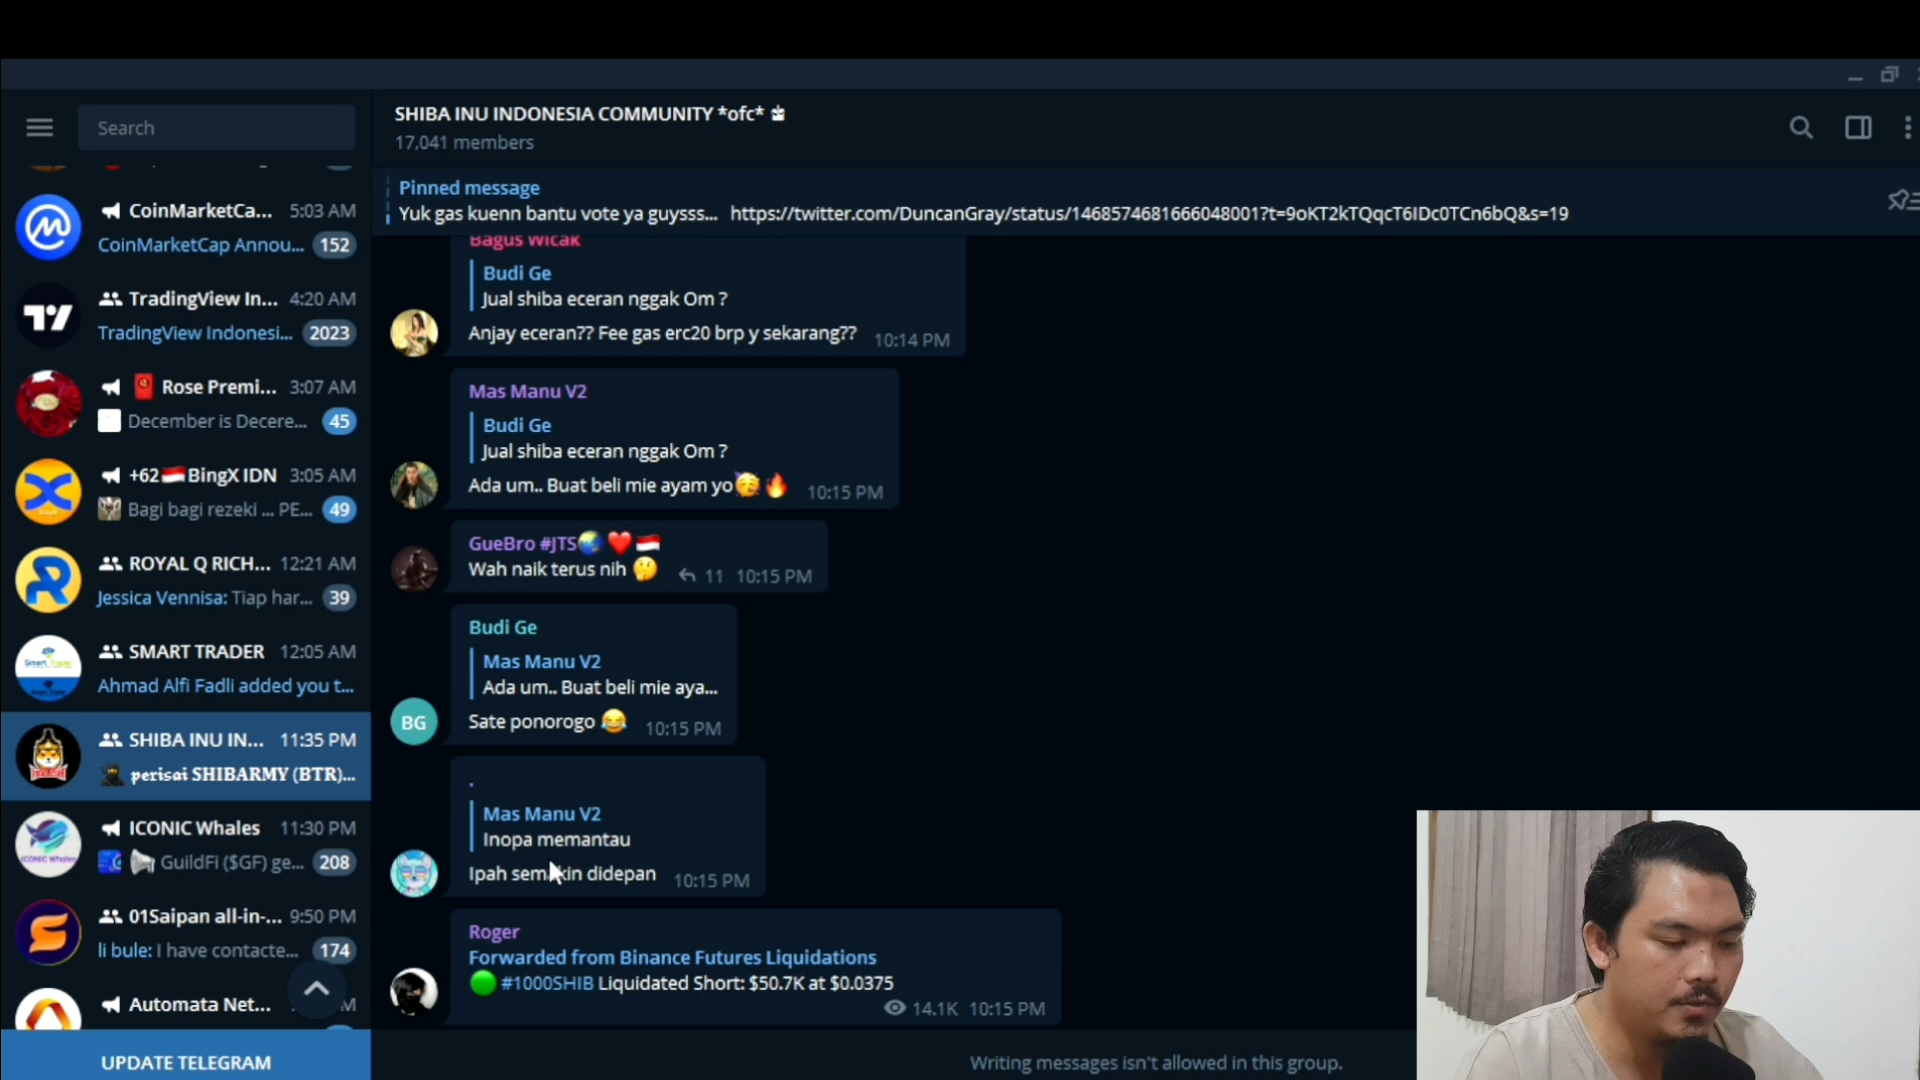 Search
CoinMarketCa... 5:03 AM
CoinMarketCap Annou... 152
TradingView In... 4:20 AM
TradingView Indonesi... 2023
Rose Premi... 3:07 AM
December is Decere... 45
+62 BingX IDN 3:05 AM
Bagi bagi rezeki ... PE... 49
ROYAL Q RICH... 12:21 AM
Jessica Vennisa: Tiap har... 39
SMART TRADER 12:05 AM
Ahmad Alfi Fadli added you t...
SHIBA INU IN... 11:35 PM
perisai SHIBARMY (BTR)...
ICONIC Whales 11:30 PM
GuildFi ($GF) ge... 208
01Saipan all-in-... 9:50 PM
li bule: I have contacte... 174
Automata Net... M
UPDATE TELEGRAM
SHIBA INU INDONESIA COMMUNITY *ofc*
17,041 members
Pinned message
Yuk gas kuenn bantu vote ya guysss... https://twitter.com/DuncanGray/status/1468574681666048001?t=9oKT2kTQqcT6IDc0TCn6bQ&s=19
Bagus Wicak
Budi Ge
Jual shiba eceran nggak Om ?
Anjay eceran?? Fee gas erc20 brp y sekarang?? 10:14 PM
Mas Manu V2
Budi Ge
Jual shiba eceran nggak Om ?
Ada um.. Buat beli mie ayam yo🥳🔥 10:15 PM
GueBro #JTS🌏❤️🇮🇩
Wah naik terus nih 🤔 11 10:15 PM
Budi Ge
Mas Manu V2
Ada um.. Buat beli mie aya...
BG
Sate ponorogo 😂 10:15 PM
.
Mas Manu V2
Inopa memantau
Ipah semakin didepan 10:15 PM
Roger
Forwarded from Binance Futures Liquidations
🟢 #1000SHIB Liquidated Short: $50.7K at $0.0375
14.1K 10:15 PM
Writing messages isn't allowed in this group.